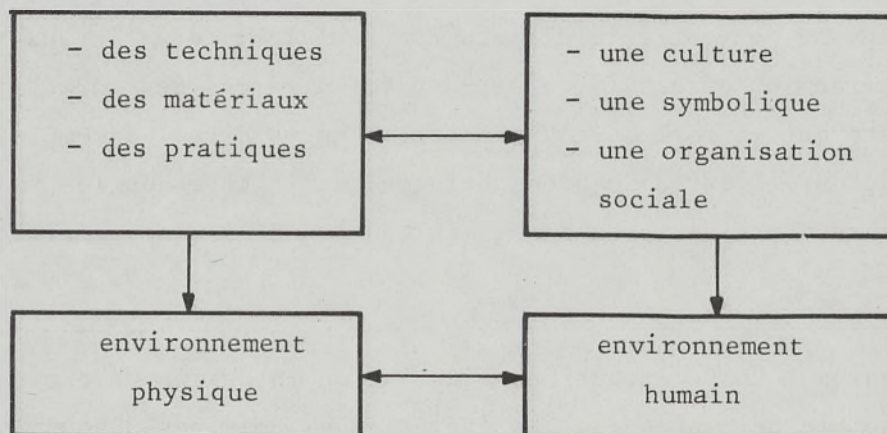 - des techniques
- des matériaux
- des pratiques
- une culture
- une symbolique
- une organisation
sociale
environnement
physique
environnement
humain